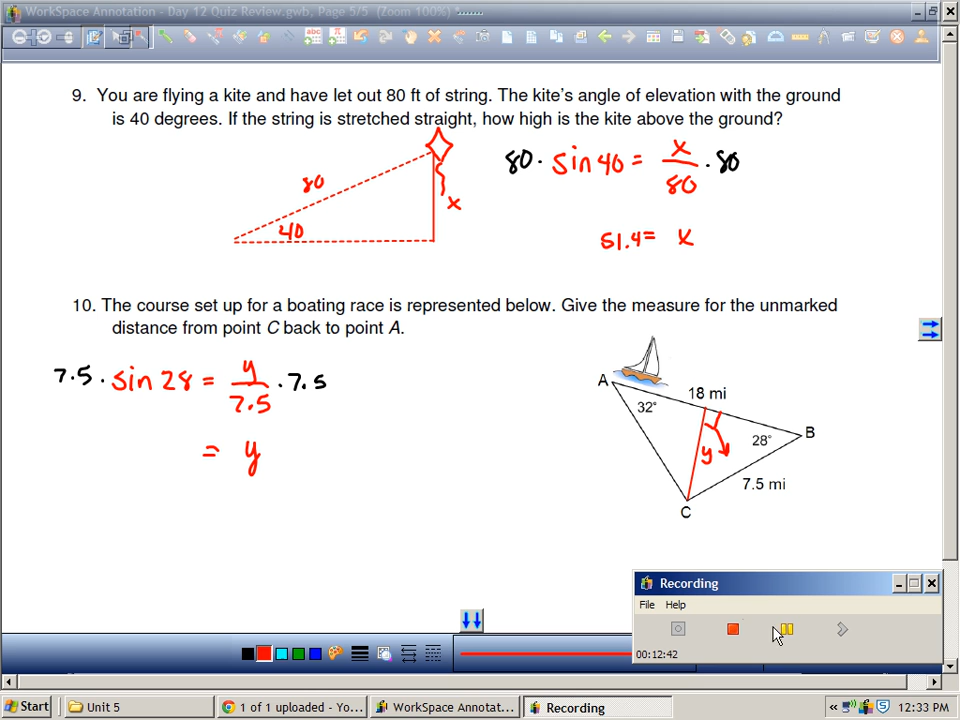 WorkSpace Annotation - Day 12 Quiz Review.gwb, Page 5/5 (Zoom 100%)
abc
9. You are flying a kite and have let out 80 ft of string. The kite's angle of elevation with the ground
is 40 degrees. If the string is stretched straight, how high is the kite above the ground?
80 · sin 40 = x/80 · 80
80
x
40
51.4 = x
10. The course set up for a boating race is represented below. Give the measure for the unmarked
distance from point C back to point A.
7.5 · sin 28 = y/7.5 · 7.5
= y
A
18 mi
32°
28°
B
y
7.5 mi
C
Recording
File Help
00:12:42
Start
Unit 5
1 of 1 uploaded - Yo...
WorkSpace Annotat...
Recording
12:33 PM